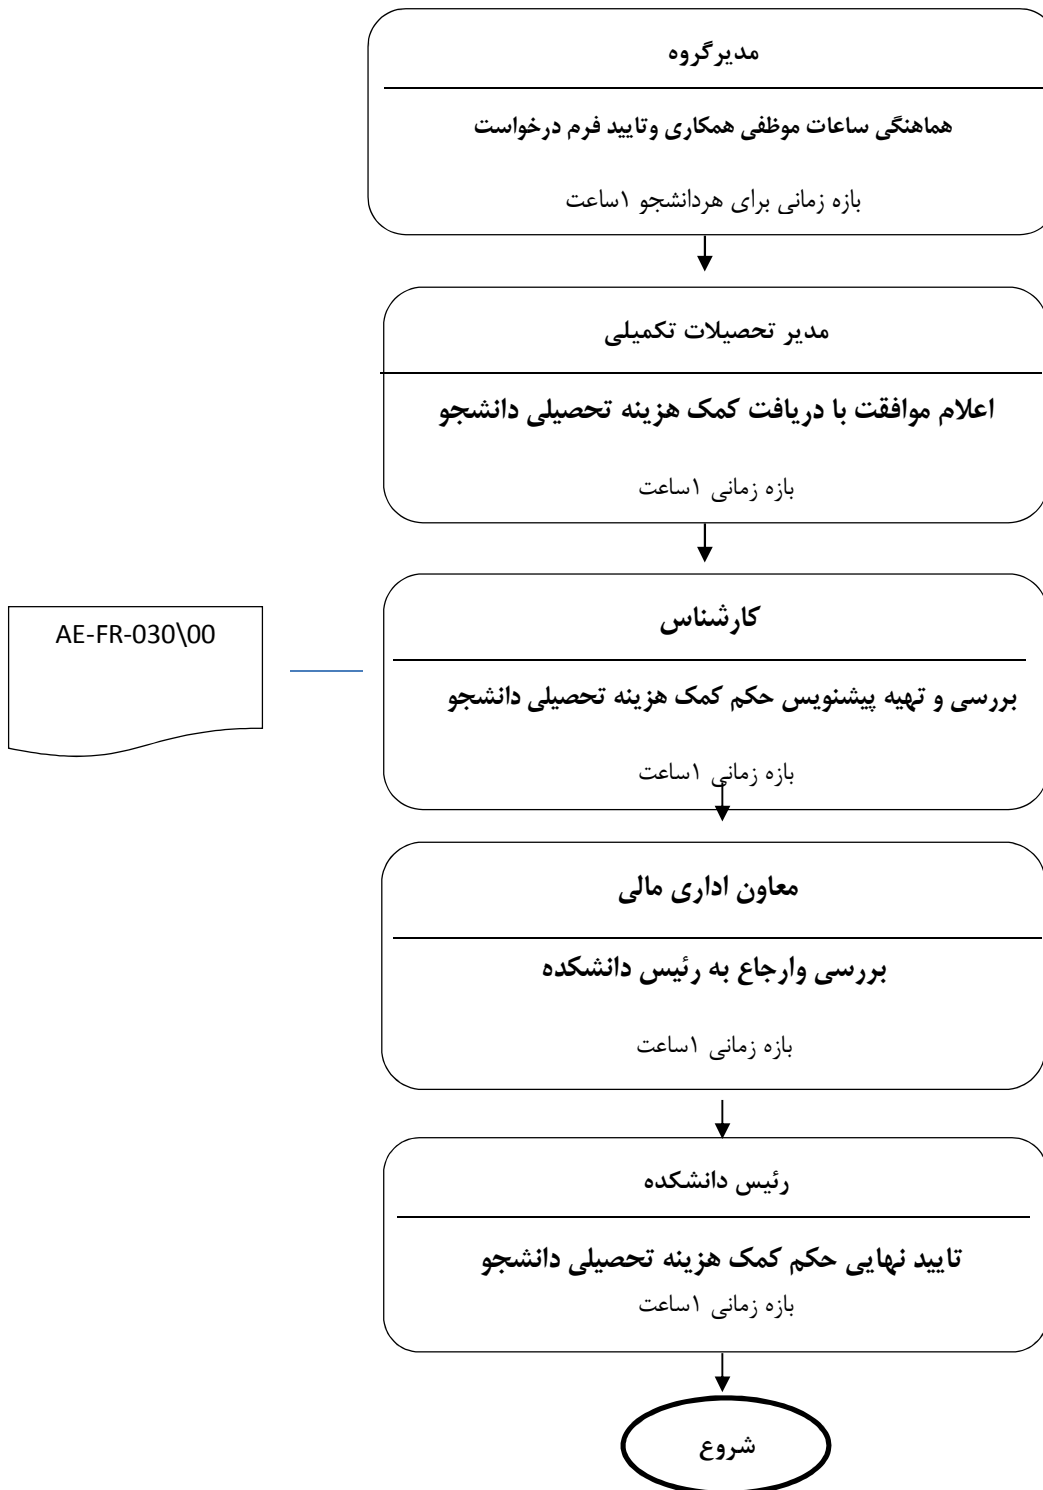 مدیرگروه
هماهنگی ساعات موظفی همکاری وتایید فرم درخواست
بازه زمانی برای هردانشجو ۱ساعت
مدیر تحصیلات تکمیلی
اعلام موافقت با دریافت کمک هزینه تحصیلی دانشجو
بازه زمانی ۱ساعت
کارشناس
AE-FR-030\00
بررسی و تهیه پیشنویس حکم کمک هزینه تحصیلی دانشجو
بازه زمانی ۱ساعت
معاون اداری مالی
بررسی وارجاع به رئیس دانشکده
بازه زمانی ۱ساعت
رئیس دانشکده
تایید نهایی حکم کمک هزینه تحصیلی دانشجو
بازه زمانی ۱ساعت
شروع